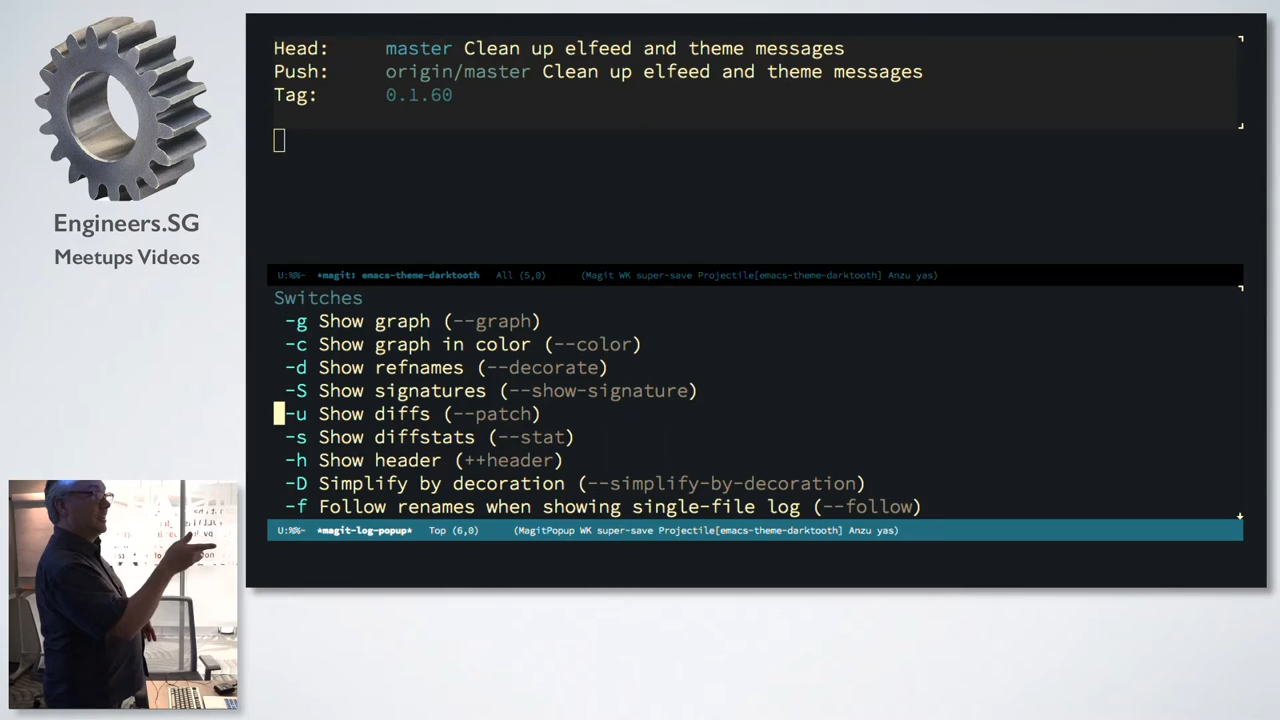 Engineers.SG
Meetups Videos
Head: master Clean up elfeed and theme messages
Push: origin/master Clean up elfeed and theme messages
Tag: 0.1.60
U:%%- *magit: emacs-theme-darktooth All (5,0) (Magit WK super-save Projectile[emacs-theme-darktooth] Anzu yas)
Switches
-g Show graph (--graph)
-c Show graph in color (--color)
-d Show refnames (--decorate)
-S Show signatures (--show-signature)
-u Show diffs (--patch)
-s Show diffstats (--stat)
-h Show header (++header)
-D Simplify by decoration (--simplify-by-decoration)
-f Follow renames when showing single-file log (--follow)
U:%%- *magit-log-popup* Top (6,0) (MagitPopup WK super-save Projectile[emacs-theme-darktooth] Anzu yas)